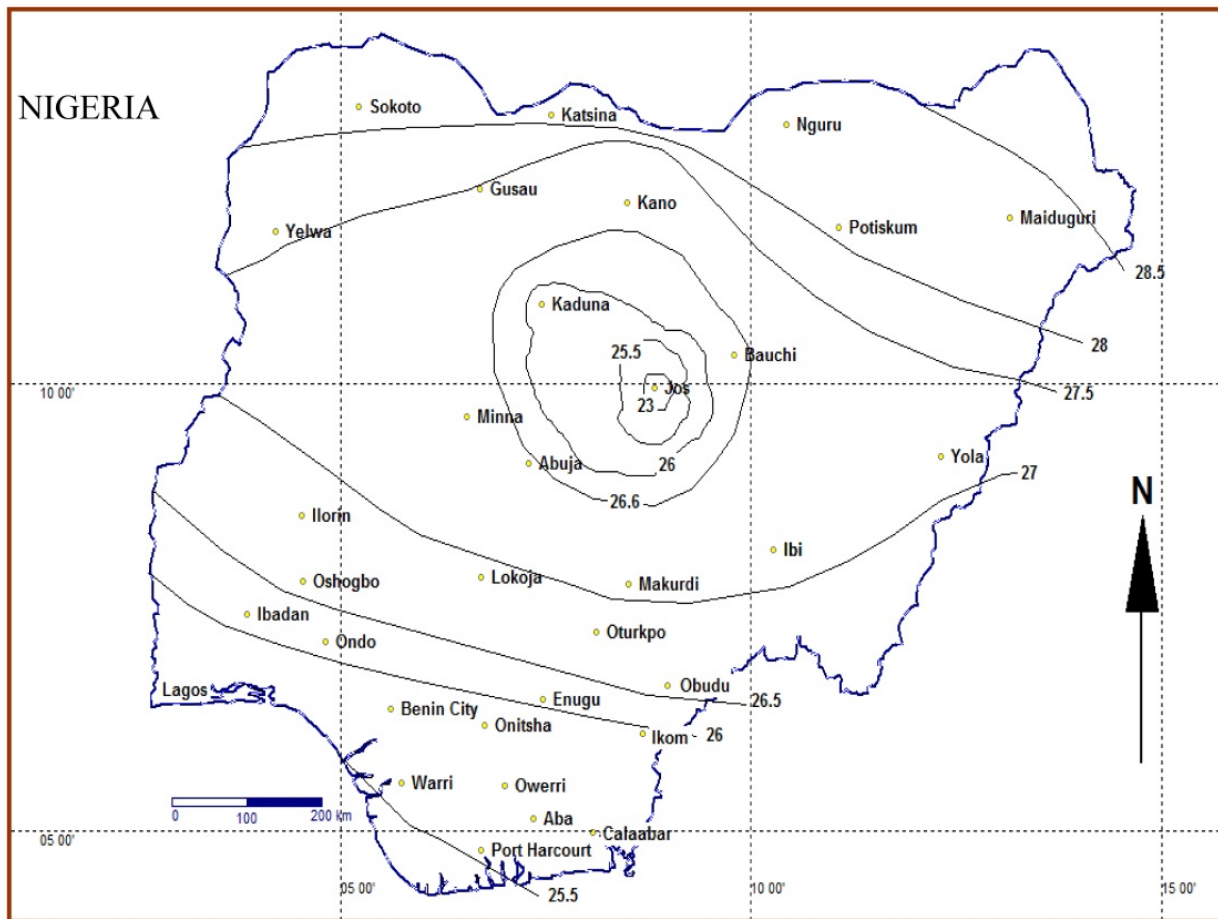 NIGERIA
Sokoto
Katsina
Nguru
Gusau
Kano
Yelwa
Potiskum
Maiduguri
28.5
Kaduna
28
25.5
Bauchi
10 00'
Jos
27.5
23
Minna
Yola
Abuja
26
27
N
26.6
Ilorin
Ibi
Oshogbo
Lokoja
Makurdi
Ibadan
Ondo
Oturkpo
Lagos
Obudu
26.5
Benin City
Enugu
Onitsha
Ikom
26
Warri
Owerri
0 100 200 km
Aba
Calaabar
05 00'
Port Harcourt
25.5
05 00' 10 00' 15 00'